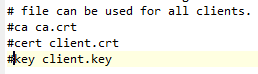 # file can be used for all clients.
#ca ca.crt
#cert client.crt
#key client.key